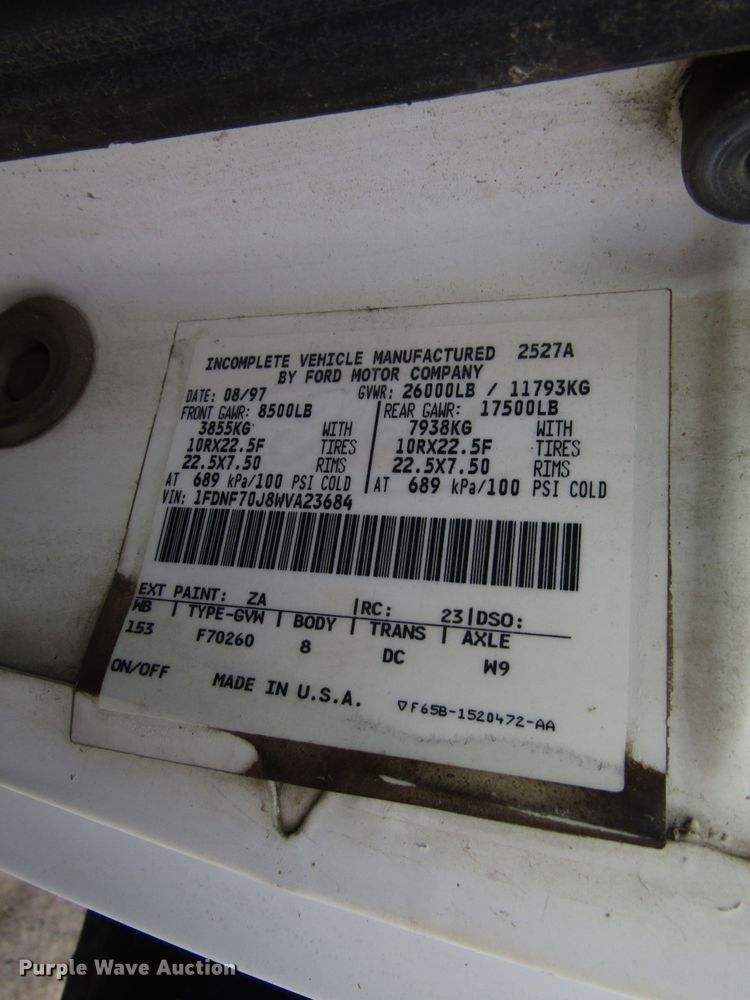 INCOMPLETE VEHICLE MANUFACTURED 2527A
BY FORD MOTOR COMPANY
DATE: 08/97 GVWR: 26000LB / 11793KG
FRONT GAWR: 8500LB REAR GAWR: 17500LB
3855KG WITH 7938KG WITH
10RX22.5F TIRES 10RX22.5F TIRES
22.5X7.50 RIMS 22.5X7.50 RIMS
AT 689 kPa/100 PSI COLD AT 689 kPa/100 PSI COLD
VIN: 1FDNF70J8WVA23684
EXT PAINT: ZA RC: 23 DSO:
WB TYPE-GVW BODY TRANS AXLE
153 F70260 8 DC W9
ON/OFF MADE IN U.S.A. ▽F65B-1520472-AA
Purple Wave Auction